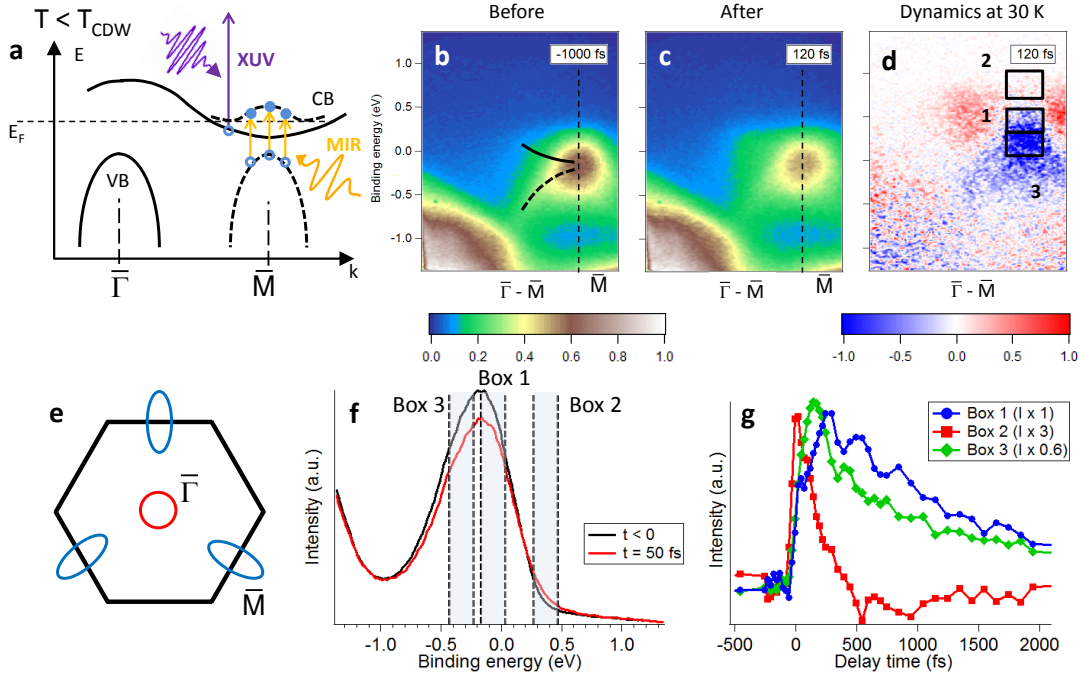 T < T_CDW
a
E
XUV
CB
E_F
MIR
VB
Γ̅
M̅
k
Before
b
-1000 fs
Binding energy (eV)
1.0
0.5
0.0
-0.5
-1.0
Γ̅ - M̅
M̅
After
c
120 fs
Γ̅ - M̅
M̅
Dynamics at 30 K
d
120 fs
2
1
3
Γ̅ - M̅
0.0 0.2 0.4 0.6 0.8 1.0
-1.0 -0.5 0.0 0.5 1.0
e
Γ̅
M̅
f
Box 1
Box 3
Box 2
Intensity (a.u.)
t < 0
t = 50 fs
-1.0 -0.5 0.0 0.5 1.0
Binding energy (eV)
g
Box 1 (I x 1)
Box 2 (I x 3)
Box 3 (I x 0.6)
Intensity (a.u.)
-500 0 500 1000 1500 2000
Delay time (fs)